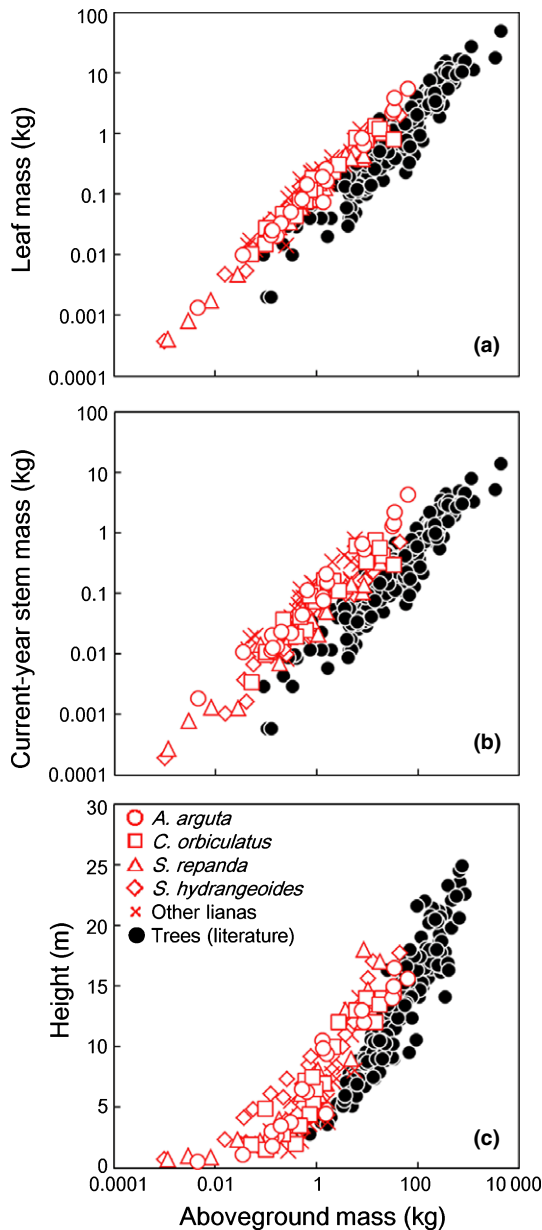 100
10
1
0.1
0.01
0.001
0.0001
Leaf mass (kg)
(a)
100
10
1
0.1
0.01
0.001
0.0001
Current-year stem mass (kg)
(b)
30
25
20
15
10
5
0
Height (m)
A. arguta
C. orbiculatus
S. repanda
S. hydrangeoides
Other lianas
Trees (literature)
(c)
0.0001 0.01 1 100 10 000
Aboveground mass (kg)